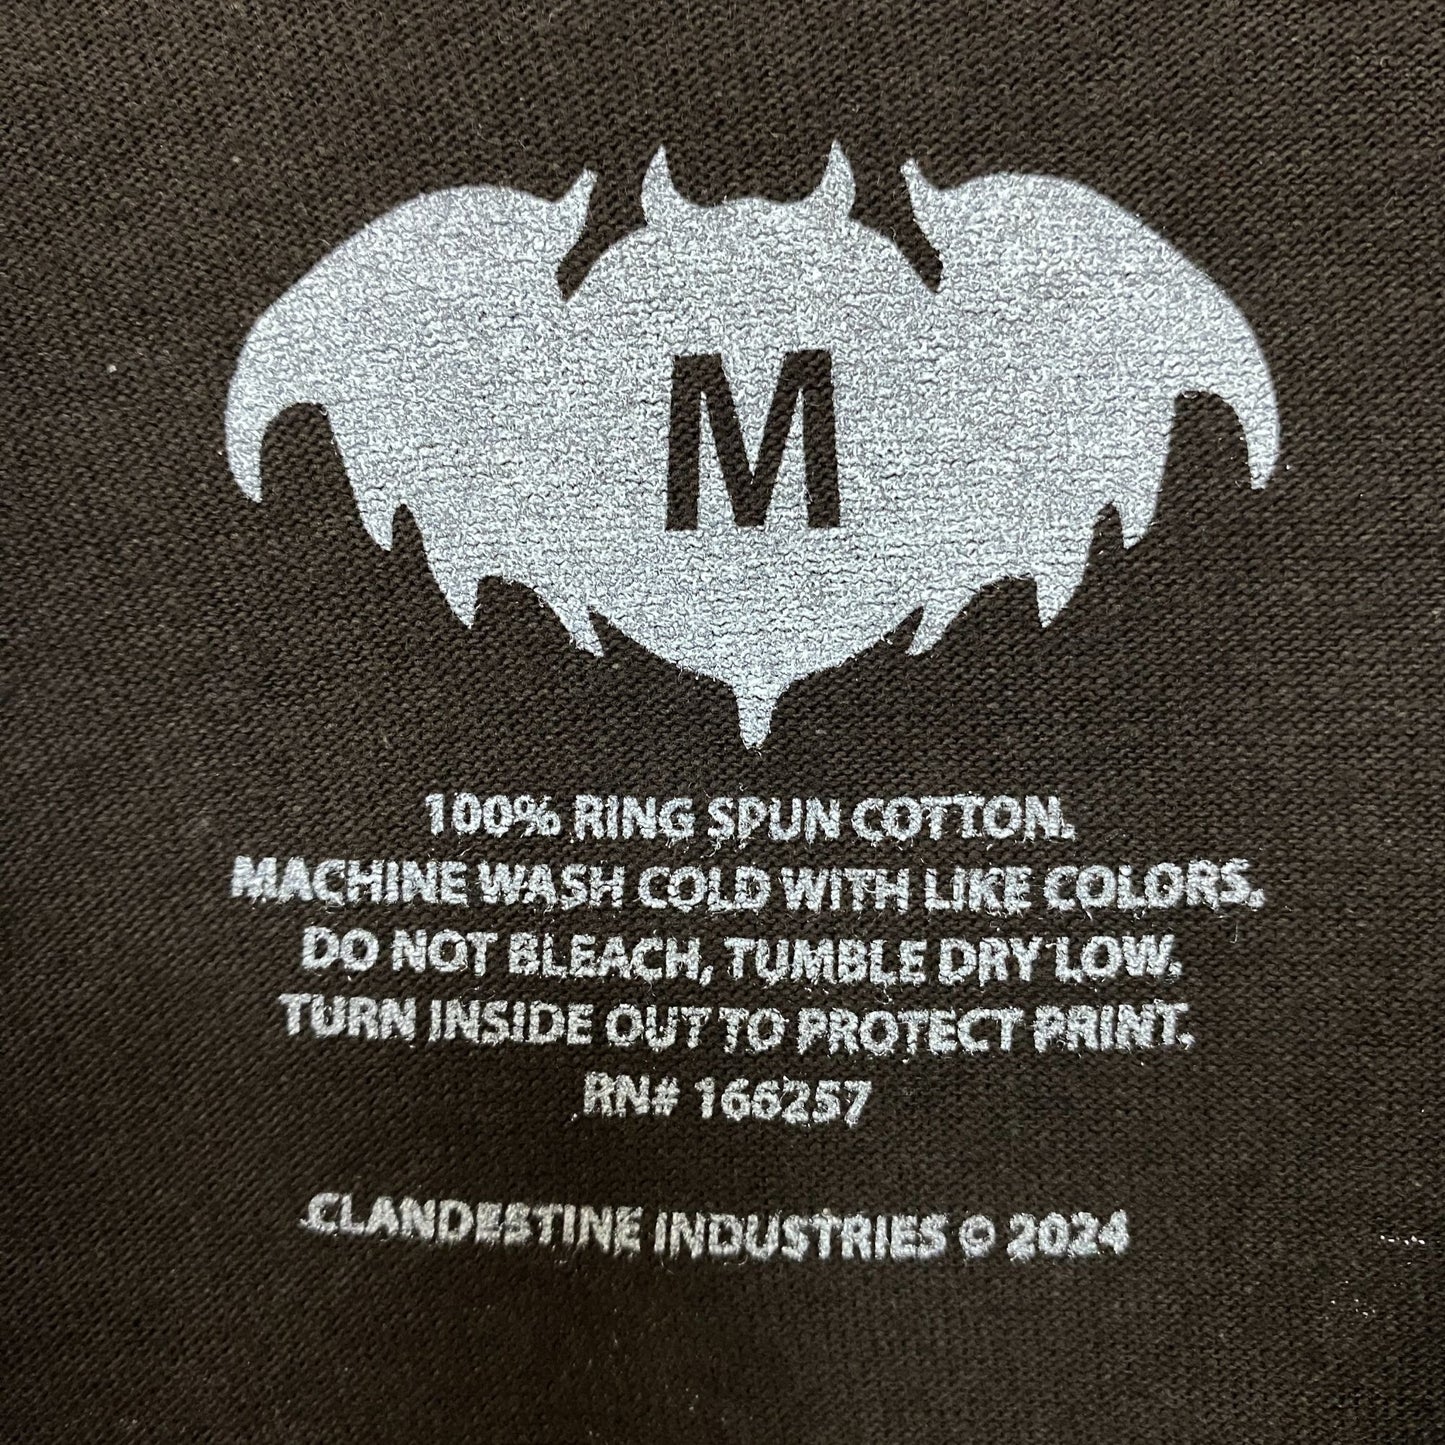 M
100% RING SPUN COTTON.
MACHINE WASH COLD WITH LIKE COLORS.
DO NOT BLEACH, TUMBLE DRY LOW.
TURN INSIDE OUT TO PROTECT PRINT.
RN# 166257
CLANDESTINE INDUSTRIES © 2024